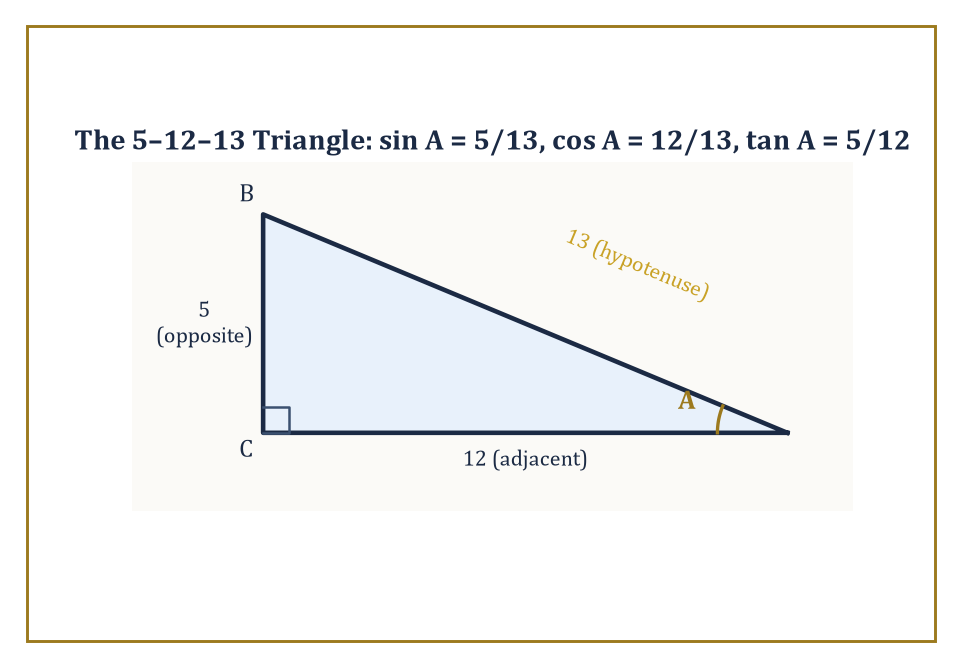 The 5–12–13 Triangle: sin A = 5/13, cos A = 12/13, tan A = 5/12
B
13 (hypotenuse)
5
(opposite)
A
C
12 (adjacent)